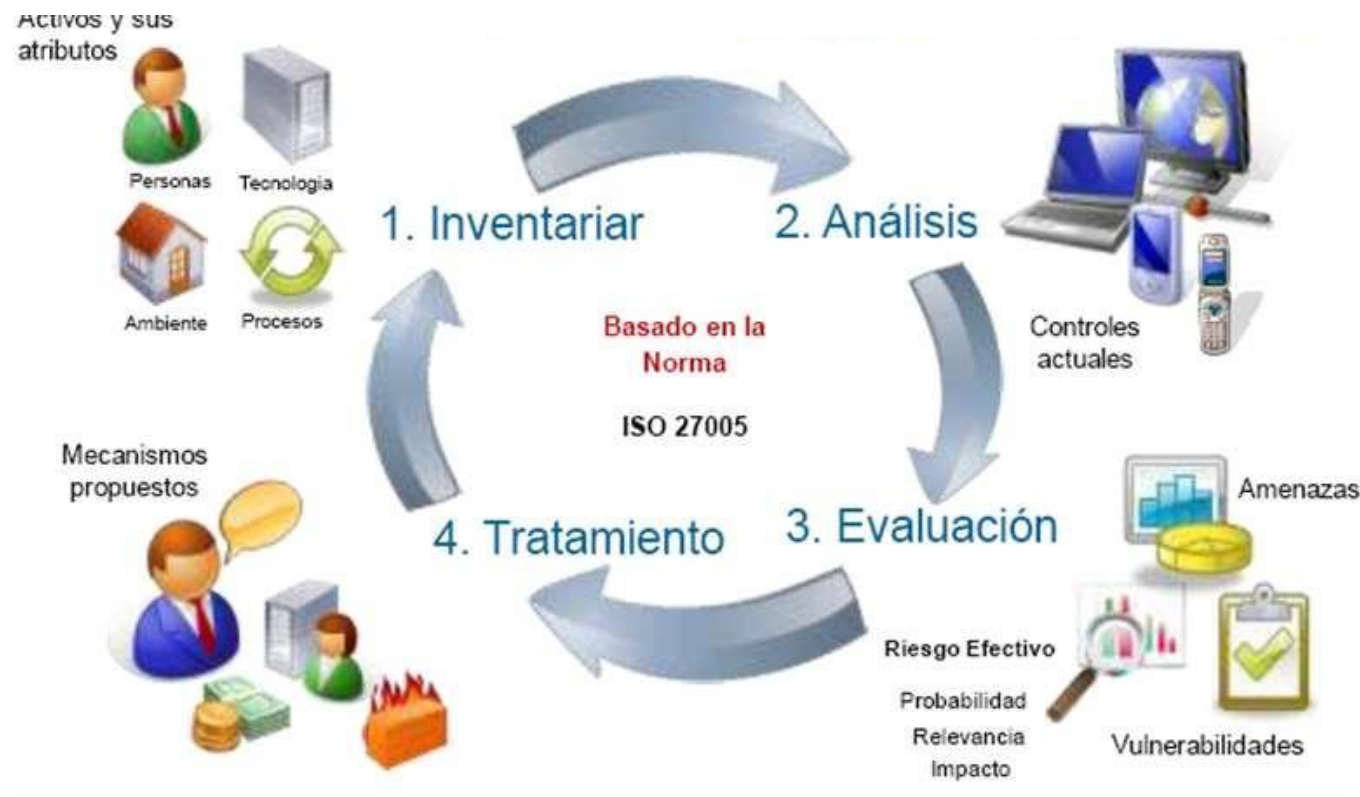 Activos y sus
atributos
Personas
Tecnologia
Ambiente
Procesos
1. Inventariar
2. Análisis
Controles
actuales
Basado en la
Norma
ISO 27005
Mecanismos
propuestos
4. Tratamiento
3. Evaluación
Amenazas
Riesgo Efectivo
Probabilidad
Relevancia
Impacto
Vulnerabilidades